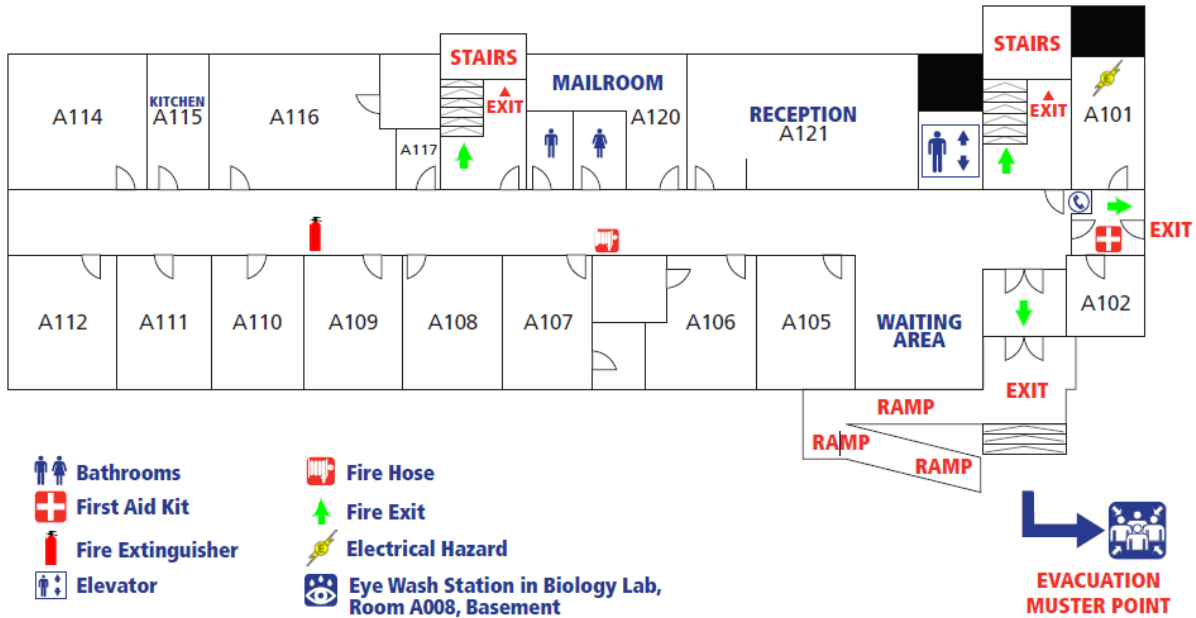 STAIRS
STAIRS
MAILROOM
KITCHEN
EXIT
RECEPTION
EXIT
A114
A115
A116
A120
A121
A101
A117
EXIT
A112
A111
A110
A109
A108
A107
A106
A105
WAITING
AREA
A102
EXIT
RAMP
RAMP
RAMP
Bathrooms
First Aid Kit
Fire Extinguisher
Elevator
Fire Hose
Fire Exit
E
Electrical Hazard
Eye Wash Station in Biology Lab,
Room A008, Basement
E
EVACUATION
MUSTER POINT